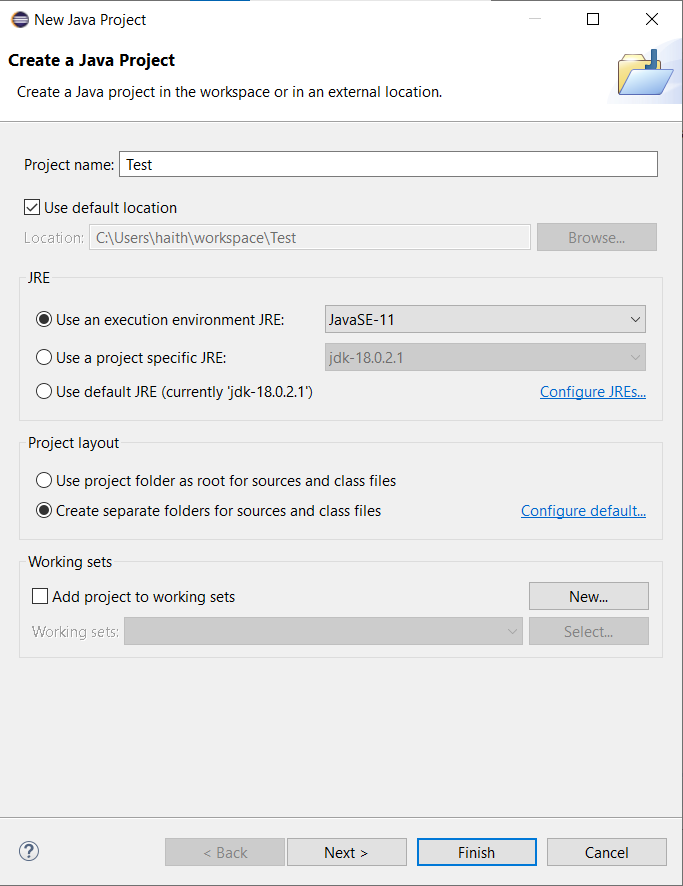 New Java Project
Create a Java Project
Create a Java project in the workspace or in an external location.
Project name: Test
Use default location
Location: C:\Users\haith\workspace\Test Browse...
JRE
Use an execution environment JRE: JavaSE-11
Use a project specific JRE: jdk-18.0.2.1
Use default JRE (currently 'jdk-18.0.2.1') Configure JREs...
Project layout
Use project folder as root for sources and class files
Create separate folders for sources and class files Configure default...
Working sets
Add project to working sets New...
Working sets: Select...
? < Back Next > Finish Cancel